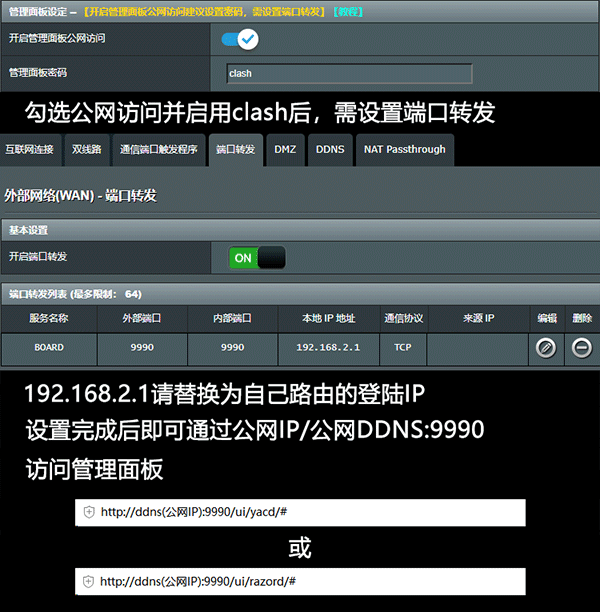 管理面板设定 -- 【开启管理面板公网访问建议设置密码，需设置端口转发】【教程】
开启管理面板公网访问
管理面板密码 clash
勾选公网访问并启用clash后，需设置端口转发
互联网连接 双线路 通信端口触发程序 端口转发 DMZ DDNS NAT Passthrough
外部网络(WAN) - 端口转发
基本设置
开启端口转发 ON
端口转发列表 (最多限制： 64)
服务名称 外部端口 内部端口 本地 IP 地址 通信协议 来源 IP 编辑 删除
BOARD 9990 9990 192.168.2.1 TCP
192.168.2.1请替换为自己路由的登陆IP
设置完成后即可通过公网IP/公网DDNS:9990
访问管理面板
http://ddns(公网IP):9990/ui/yacd/#
或
http://ddns(公网IP):9990/ui/razord/#